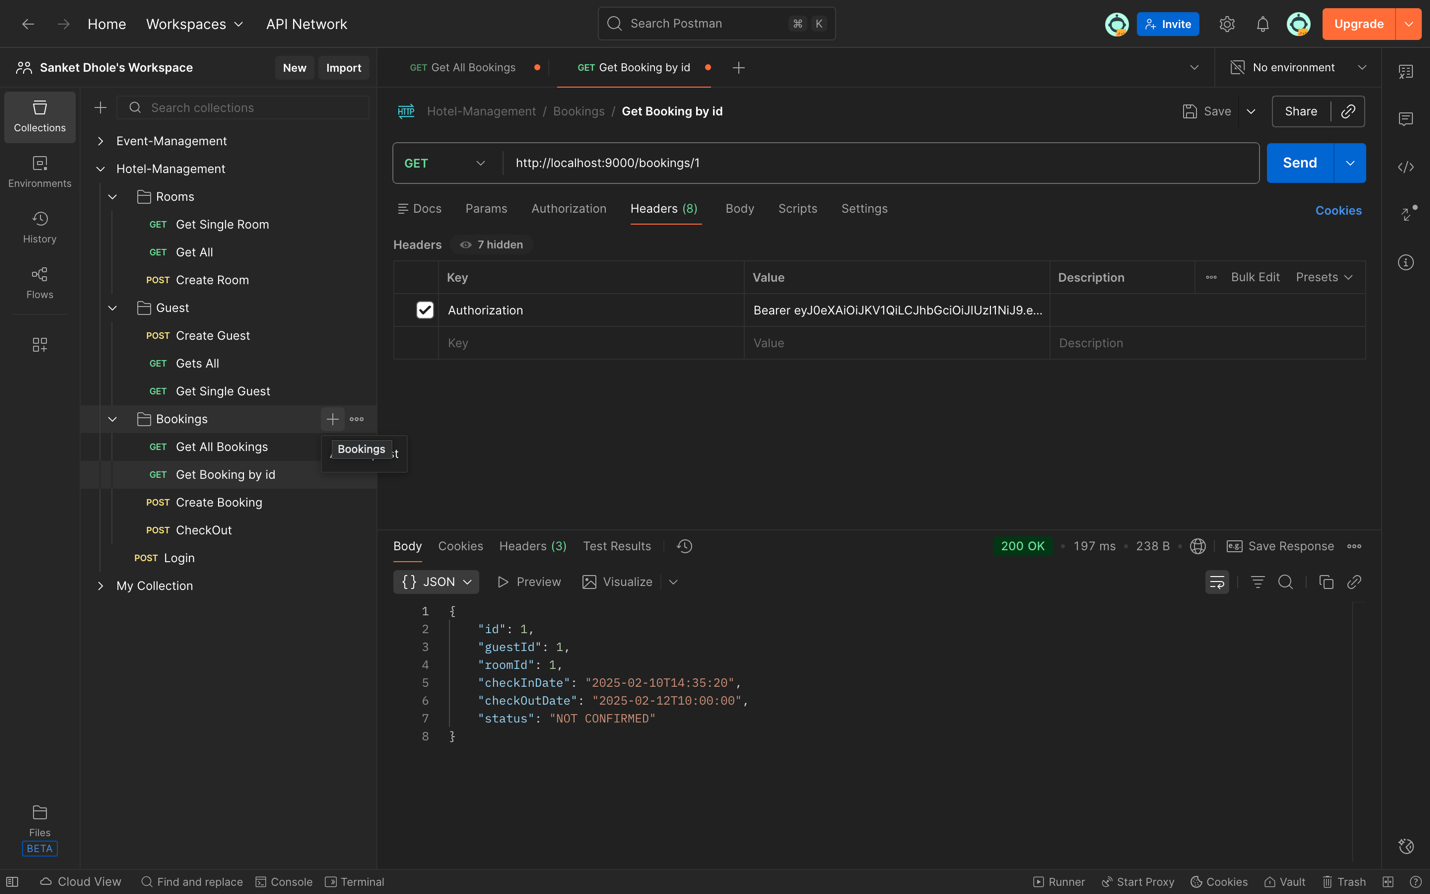 Home
Workspaces
API Network
Search Postman
⌘ K
Invite
Upgrade
Sanket Dhole's Workspace
New
Import
GET Get All Bookings
GET Get Booking by id
No environment
Collections
Search collections
Event-Management
Hotel-Management
Rooms
GET Get Single Room
GET Get All
POST Create Room
Guest
POST Create Guest
GET Gets All
GET Get Single Guest
Bookings
Bookings
GET Get All Bookings
GET Get Booking by id
POST Create Booking
POST CheckOut
POST Login
My Collection
Environments
History
Flows
Files
BETA
HTTP
Hotel-Management / Bookings / Get Booking by id
Save
Share
GET
http://localhost:9000/bookings/1
Send
Docs
Params
Authorization
Headers (8)
Body
Scripts
Settings
Cookies
Headers
7 hidden
Key
Value
Description
Bulk Edit
Presets
Authorization
Bearer eyJ0eXAiOiJKV1QiLCJhbGciOiJIUzI1NiJ9.e...
Key
Value
Description
Body
Cookies
Headers (3)
Test Results
200 OK
197 ms
238 B
e.g.
Save Response
{} JSON
Preview
Visualize
1 {
2 "id": 1,
3 "guestId": 1,
4 "roomId": 1,
5 "checkInDate": "2025-02-10T14:35:20",
6 "checkOutDate": "2025-02-12T10:00:00",
7 "status": "NOT CONFIRMED"
8 }
Cloud View
Find and replace
Console
Terminal
Runner
Start Proxy
Cookies
Vault
Trash